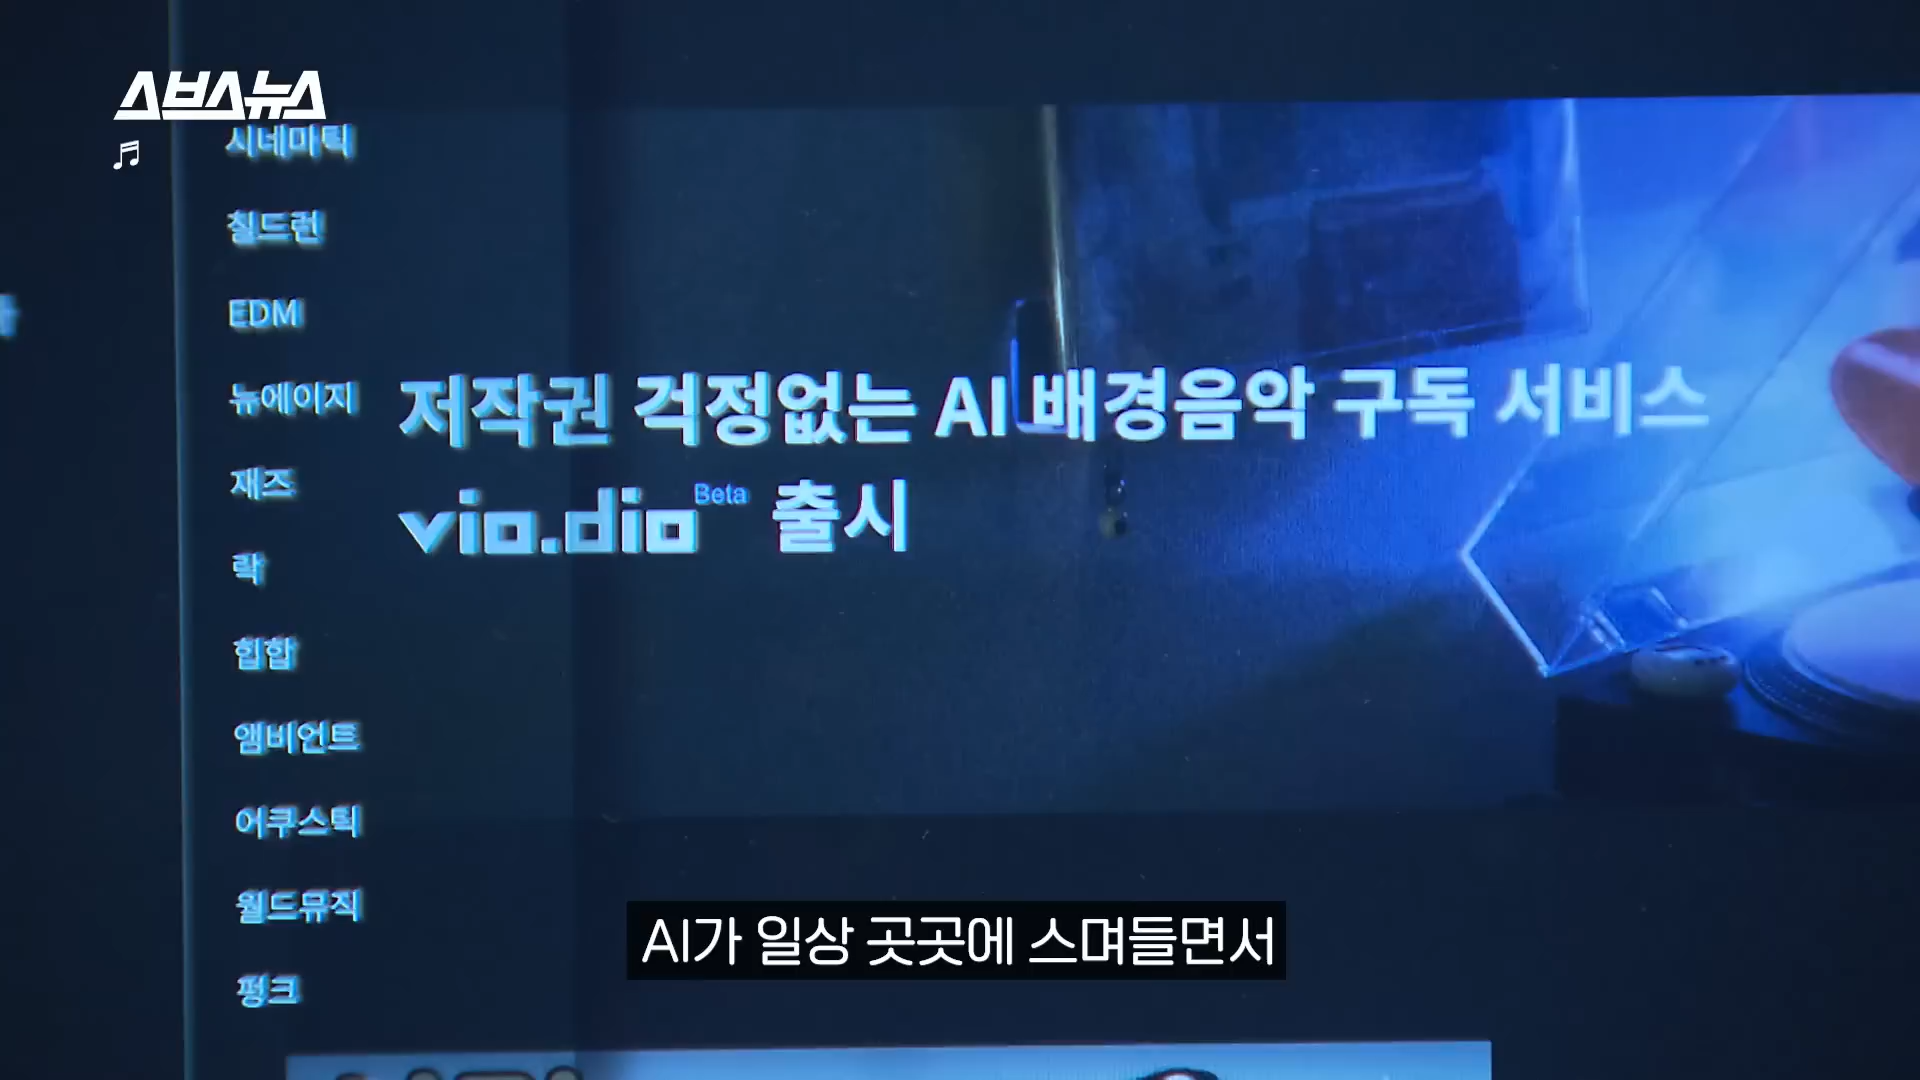 스브스뉴스
시네마틱
칠드런
EDM
뉴에이지
재즈
락
힙합
앰비언트
어쿠스틱
월드뮤직
펑크
저작권 걱정없는 AI 배경음악 구독 서비스
vio.dio Beta 출시
AI가 일상 곳곳에 스며들면서